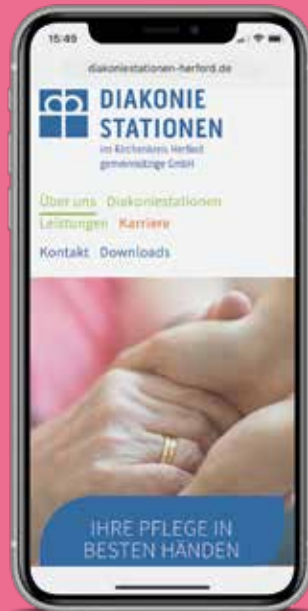 15:49
diakoniestationen-herford.de
DIAKONIE
STATIONEN
im Kirchenkreis Herford
gemeinnützige GmbH
Über uns Diakoniestationen
Leistungen Karriere
Kontakt Downloads
IHRE PFLEGE IN
BESTEN HÄNDEN